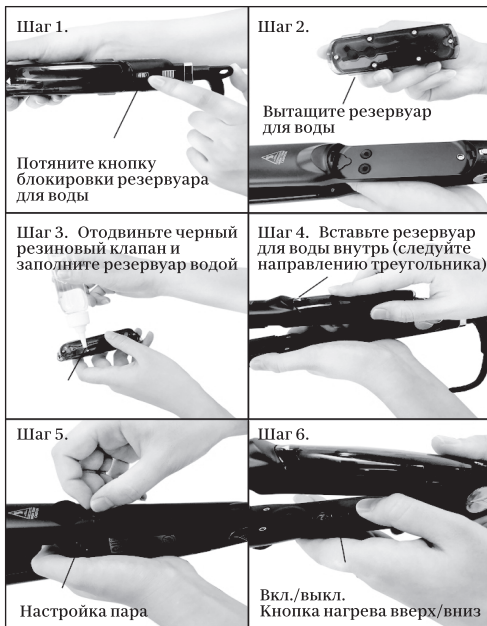 Шаг 1.
Потяните кнопку
блокировки резервуара
для воды
Шаг 2.
Вытащите резервуар
для воды
Шаг 3. Отодвиньте черный
резиновый клапан и
заполните резервуар водой
Шаг 4. Вставьте резервуар
для воды внутрь (следуйте
направлению треугольника)
Шаг 5.
Настройка пара
Шаг 6.
Вкл./выкл.
Кнопка нагрева вверх/вниз